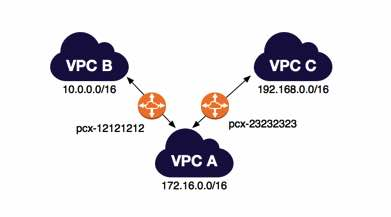 VPC B
10.0.0.0/16
VPC C
192.168.0.0/16
pcx-12121212
pcx-23232323
VPC A
172.16.0.0/16